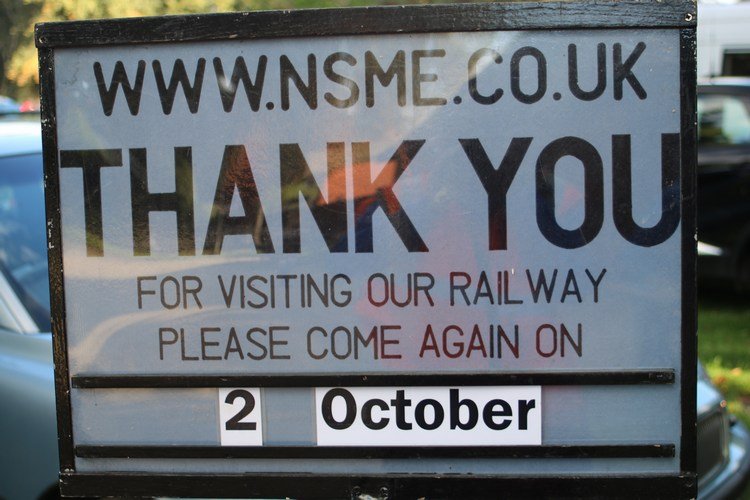 WWW.NSME.CO.UK
THANK YOU
FOR VISITING OUR RAILWAY
PLEASE COME AGAIN ON
2 October